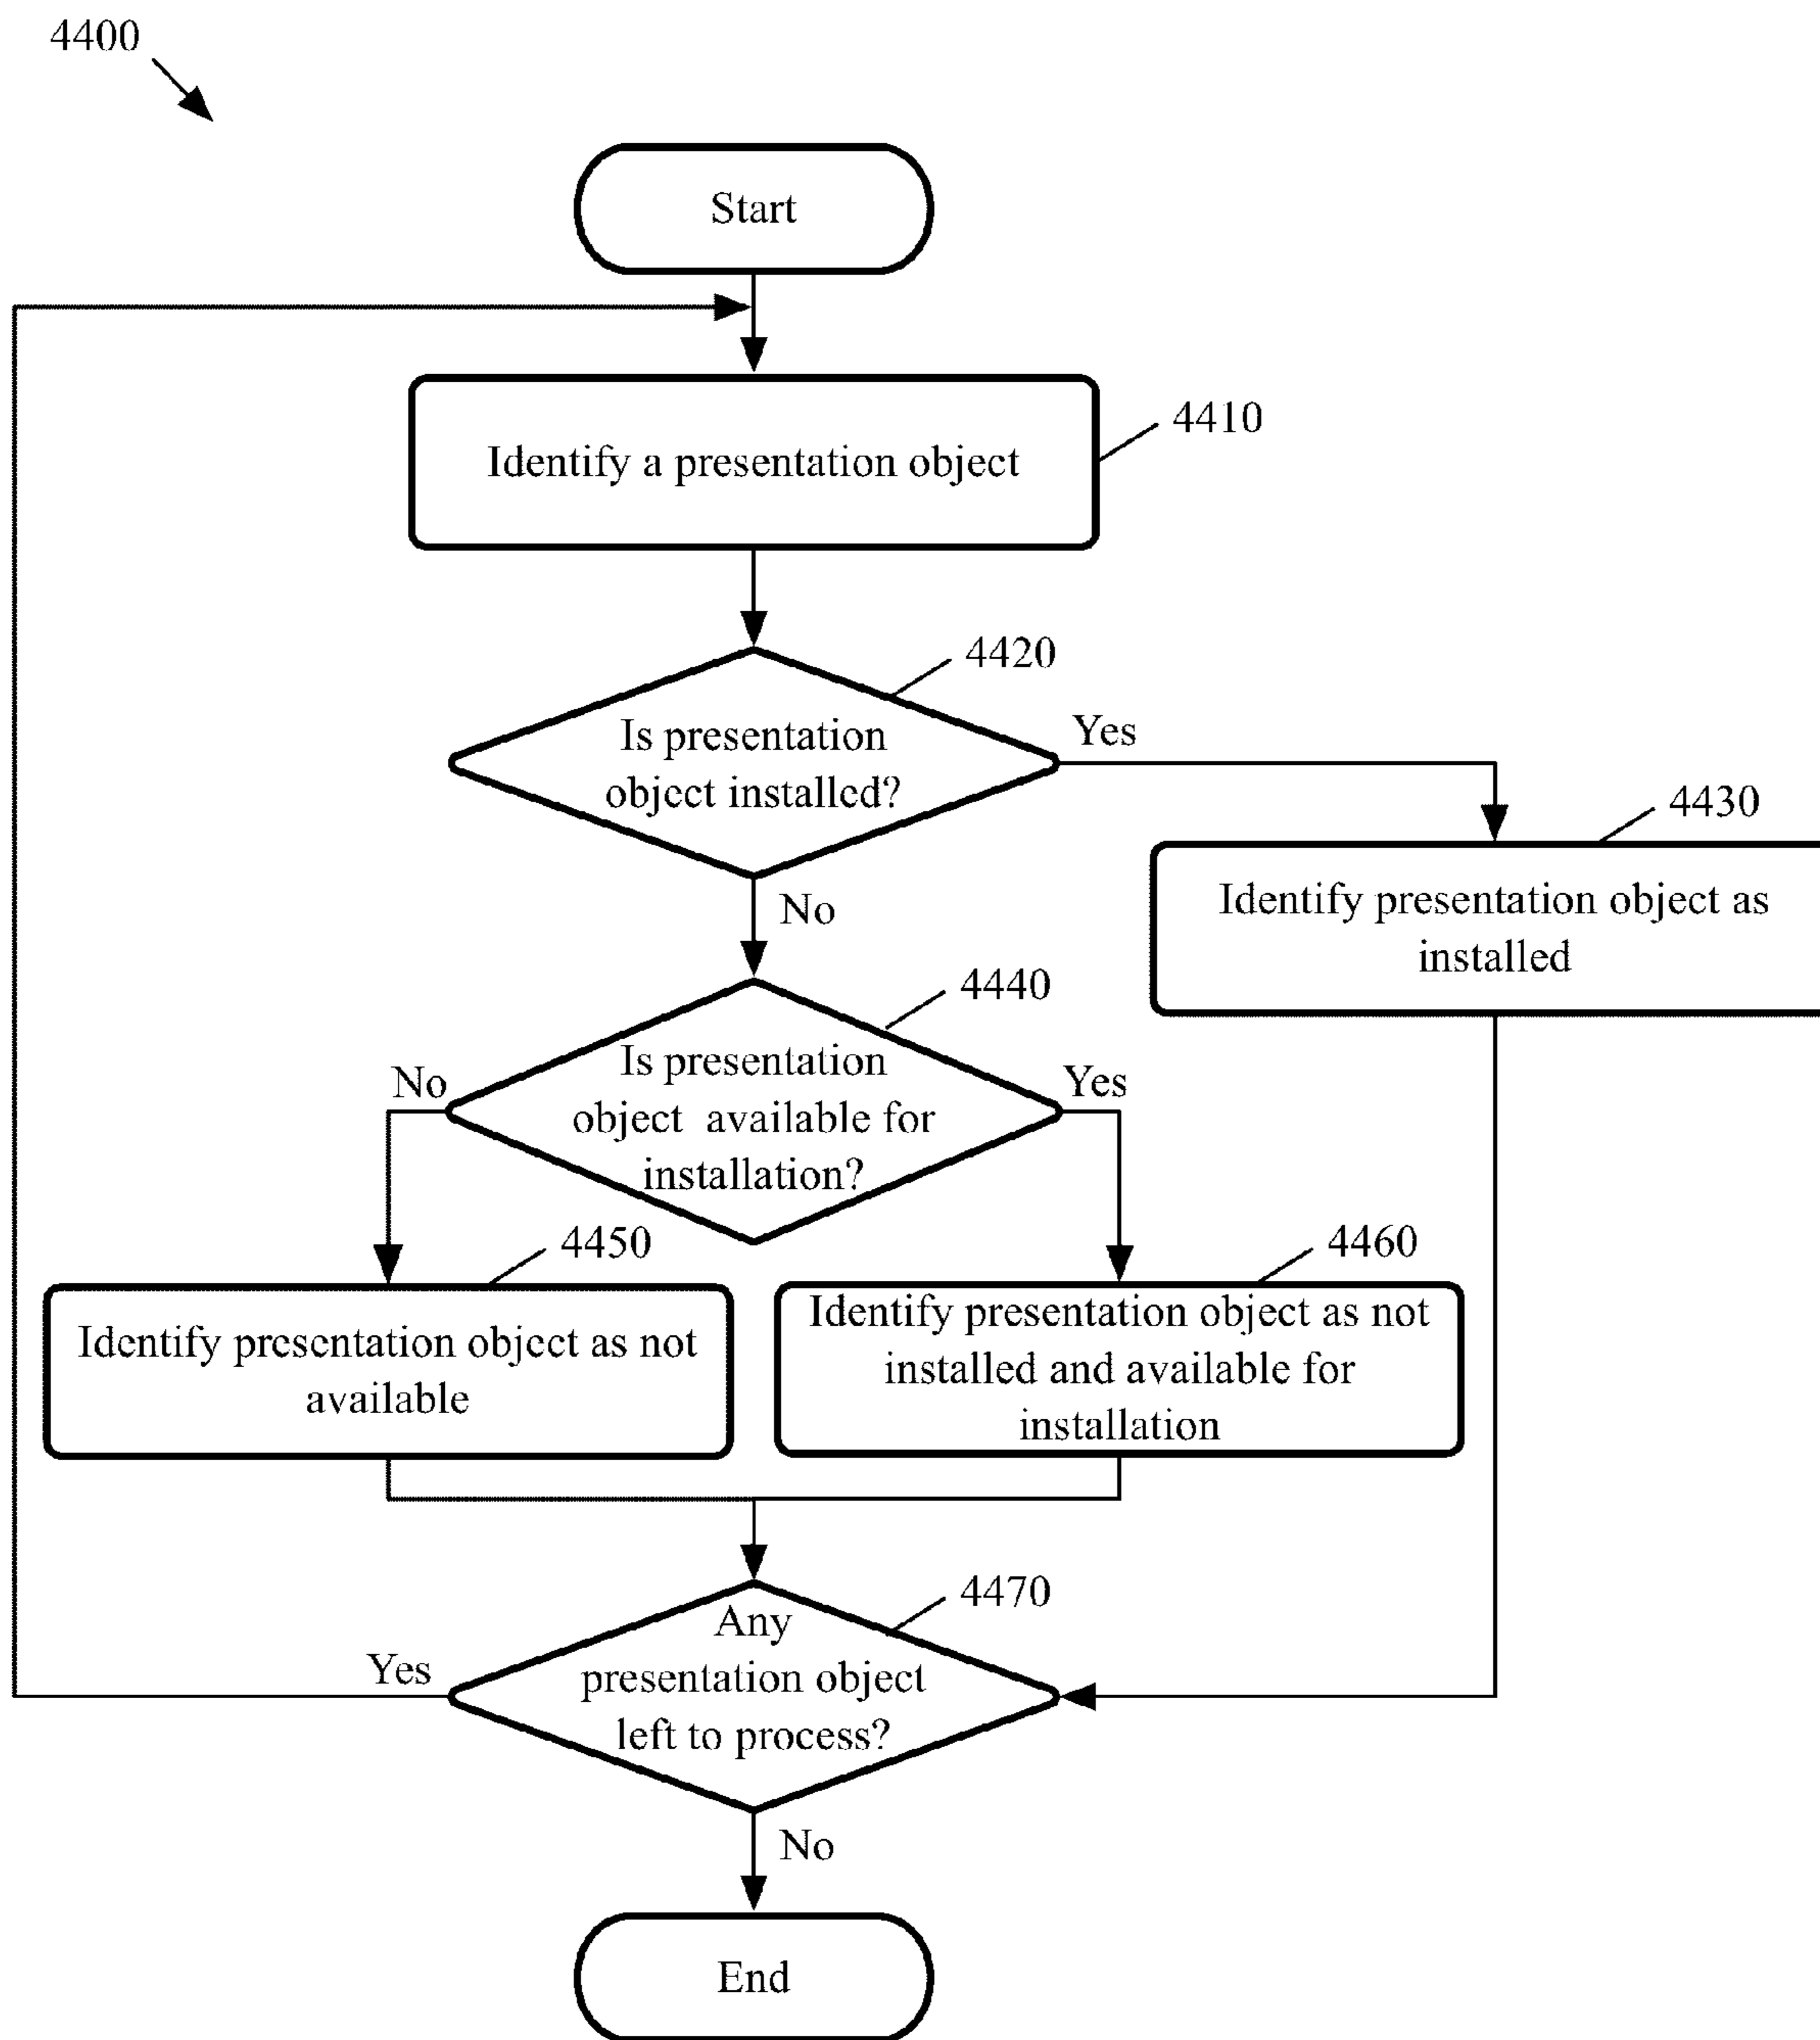 4400
Start
Identify a presentation object
4410
4420
Is presentation
object installed?
Yes
4430
Identify presentation object as
installed
No
4440
Is presentation
object available for
installation?
No
Yes
4450
Identify presentation object as not
available
4460
Identify presentation object as not
installed and available for
installation
4470
Any
presentation object
left to process?
Yes
No
End